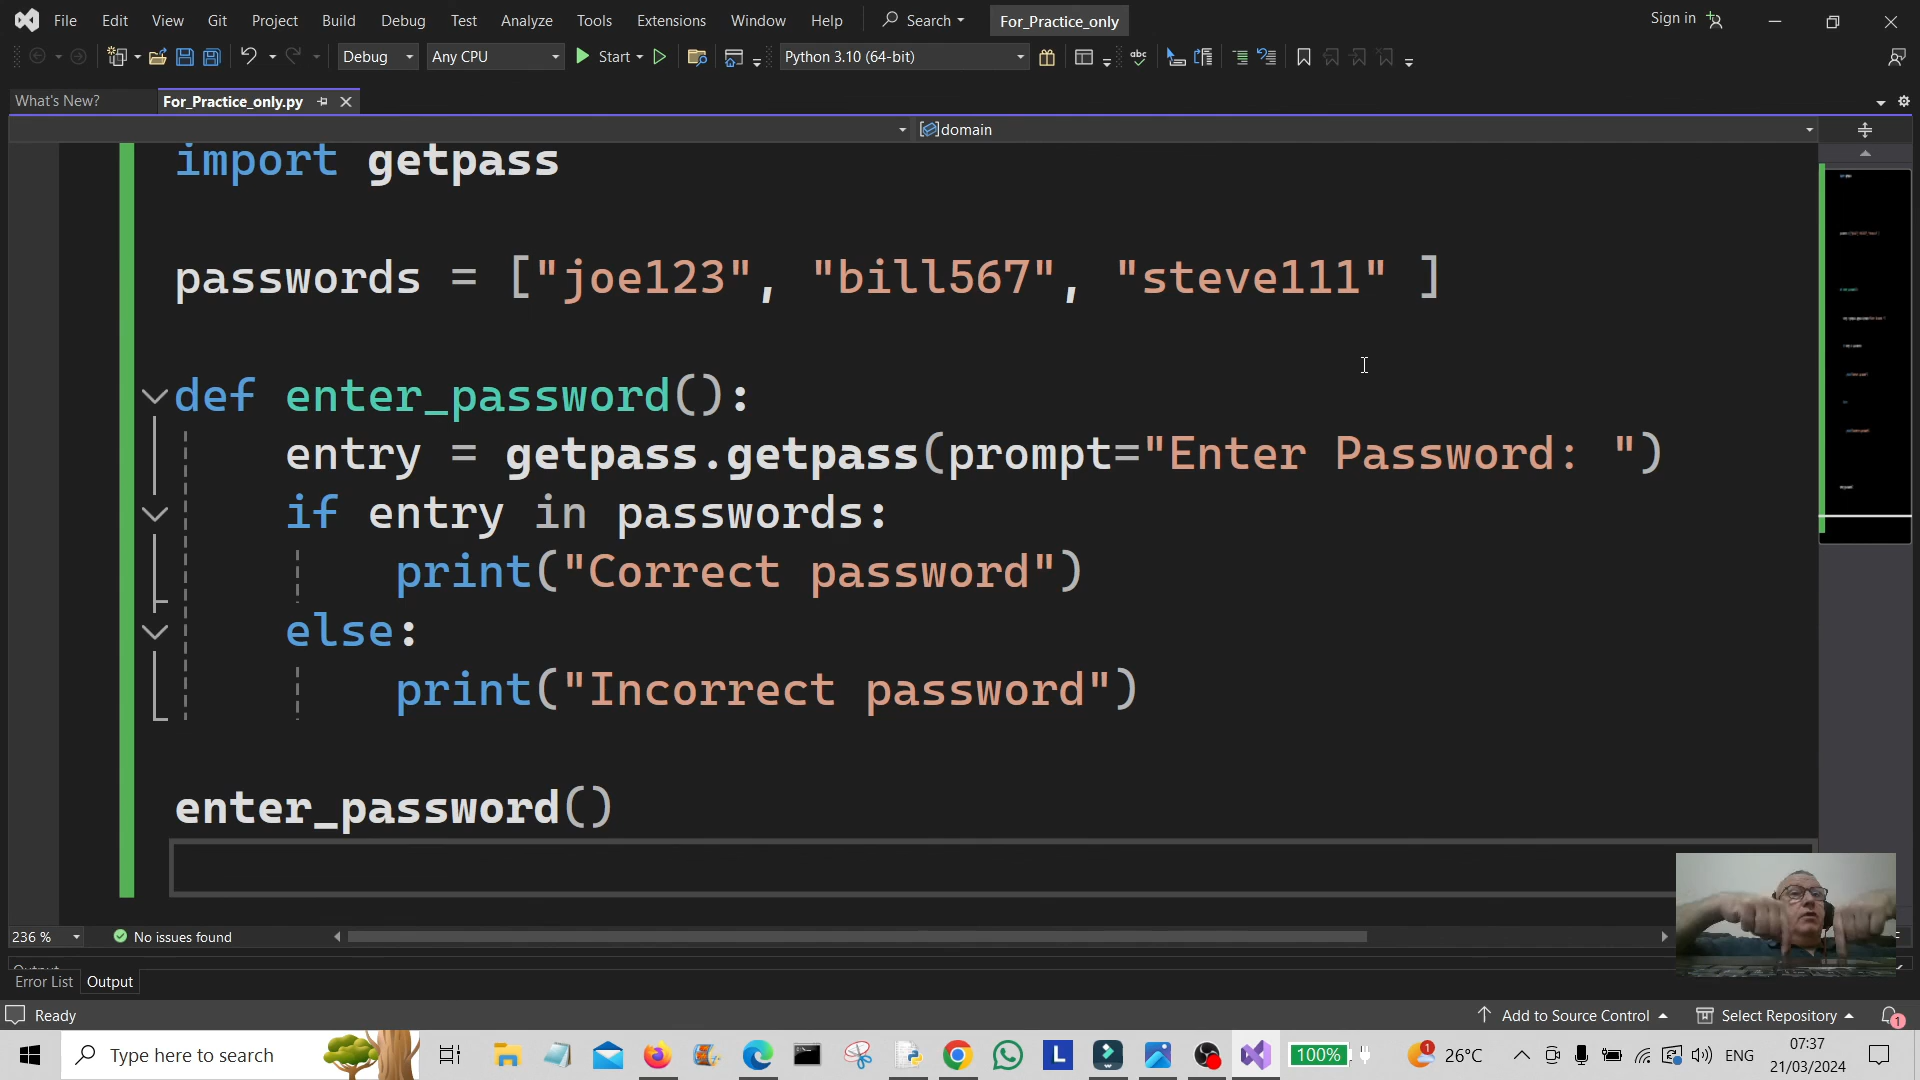 File Edit View Git Project Build Debug Test Analyze Tools Extensions Window Help Search For_Practice_only Sign in
Debug Any CPU Start Python 3.10 (64-bit) abc
What's New? For_Practice_only.py
domain
import getpass
passwords = ["joe123", "bill567", "steve111" ]
def enter_password():
entry = getpass.getpass(prompt="Enter Password: ")
if entry in passwords:
print("Correct password")
else:
print("Incorrect password")
enter_password()
236 % No issues found
Output
Error List Output
Ready Add to Source Control Select Repository 1
Type here to search L 100% 1 26°C ENG 07:37
21/03/2024